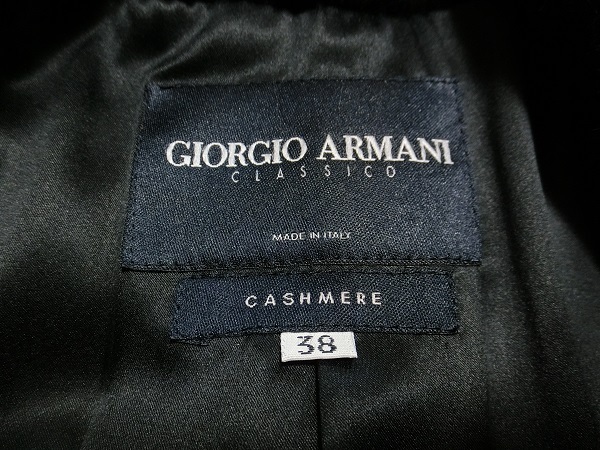 GIORGIO ARMANI
CLASSICO
MADE IN ITALY
CASHMERE
38